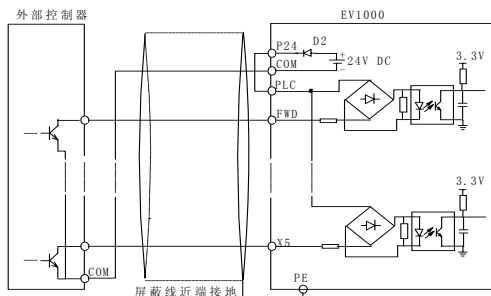 外部控制器
EV1000
P24
D2
COM
24V DC
3.3V
PLC
FWD
3.3V
X5
COM
PE
屏蔽线近端接地